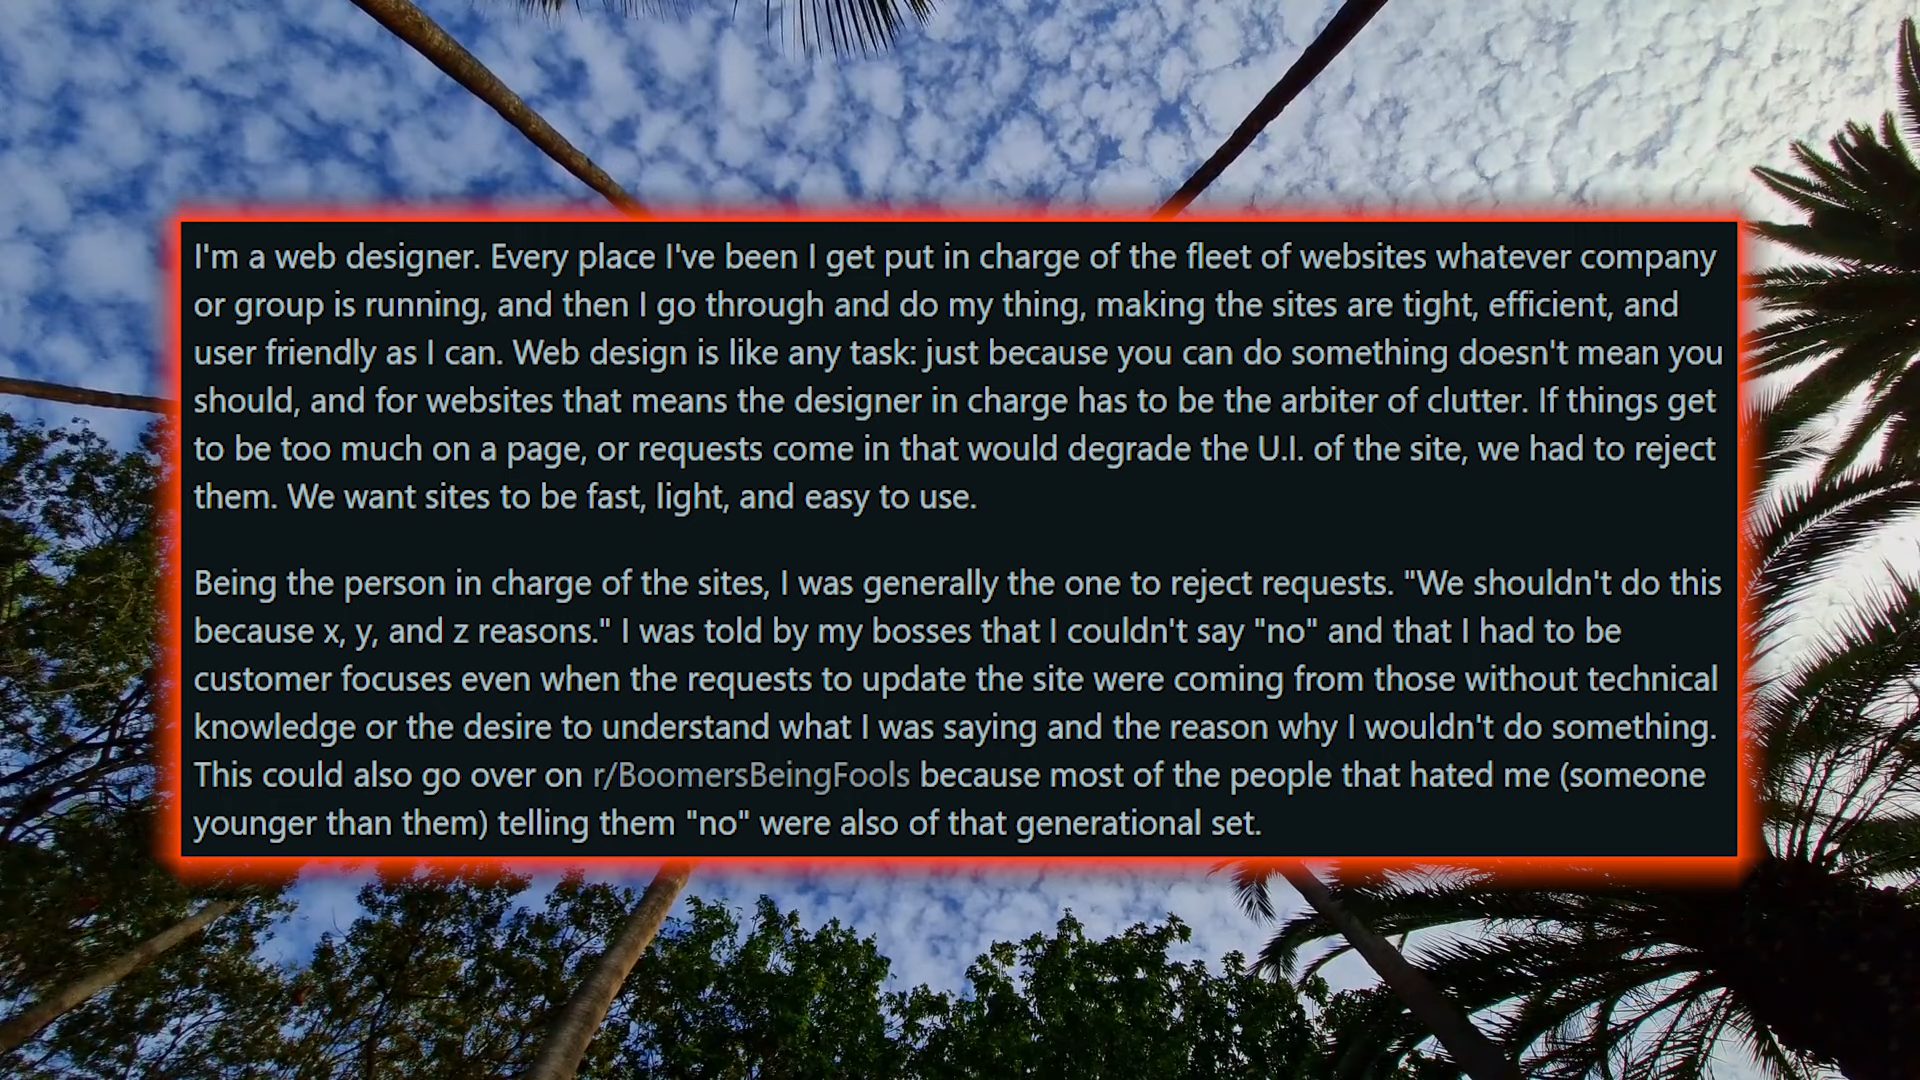 I'm a web designer. Every place I've been I get put in charge of the fleet of websites whatever company
or group is running, and then I go through and do my thing, making the sites are tight, efficient, and
user friendly as I can. Web design is like any task: just because you can do something doesn't mean you
should, and for websites that means the designer in charge has to be the arbiter of clutter. If things get
to be too much on a page, or requests come in that would degrade the U.I. of the site, we had to reject
them. We want sites to be fast, light, and easy to use.
Being the person in charge of the sites, I was generally the one to reject requests. "We shouldn't do this
because x, y, and z reasons." I was told by my bosses that I couldn't say "no" and that I had to be
customer focuses even when the requests to update the site were coming from those without technical
knowledge or the desire to understand what I was saying and the reason why I wouldn't do something.
This could also go over on r/BoomersBeingFools because most of the people that hated me (someone
younger than them) telling them "no" were also of that generational set.